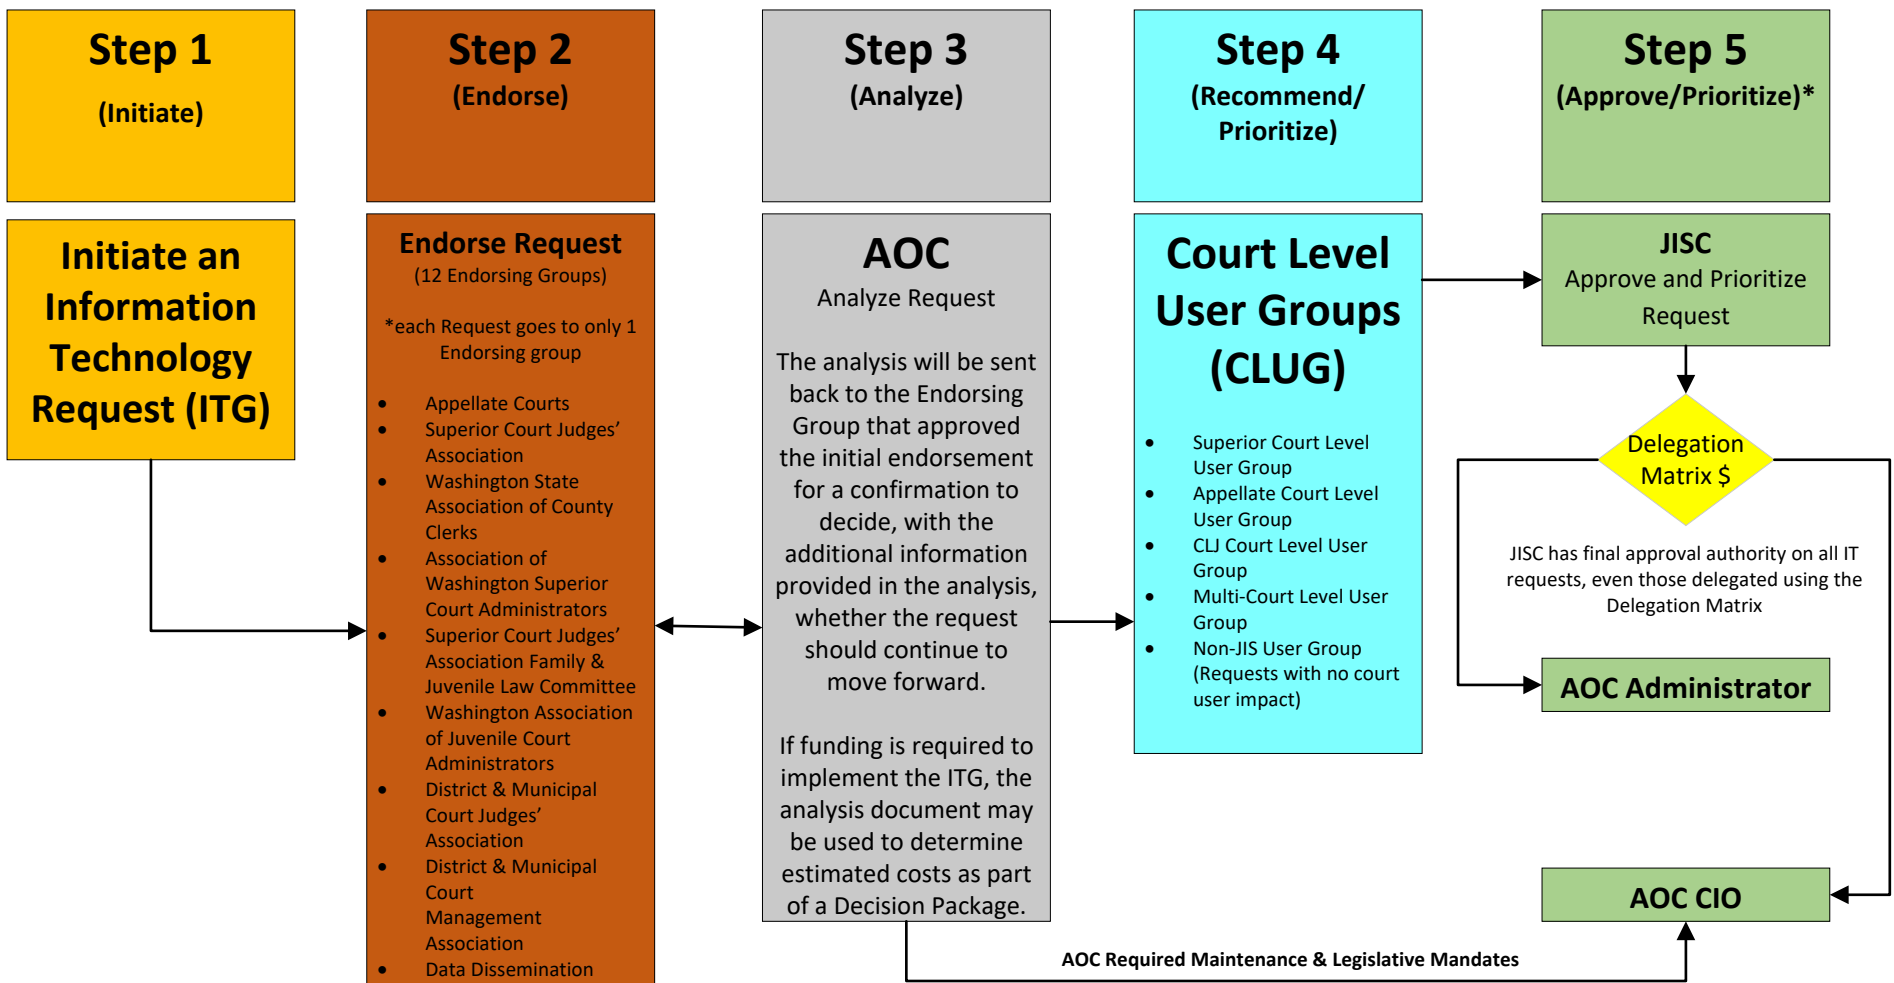 Step 1
(Initiate)
Step 2
(Endorse)
Step 3
(Analyze)
Step 4
(Recommend/
Prioritize)
Step 5
(Approve/Prioritize)*
Initiate an
Information
Technology
Request (ITG)
Endorse Request
(12 Endorsing Groups)
*each Request goes to only 1
Endorsing group
• Appellate Courts
• Superior Court Judges’
Association
• Washington State
Association of County
Clerks
• Association of
Washington Superior
Court Administrators
• Superior Court Judges’
Association Family &
Juvenile Law Committee
• Washington Association
of Juvenile Court
Administrators
• District & Municipal
Court Judges’
Association
• District & Municipal
Court
Management
Association
• Data Dissemination
AOC
Analyze Request
The analysis will be sent
back to the Endorsing
Group that approved
the initial endorsement
for a confirmation to
decide, with the
additional information
provided in the analysis,
whether the request
should continue to
move forward.
If funding is required to
implement the ITG, the
analysis document may
be used to determine
estimated costs as part
of a Decision Package.
Court Level
User Groups
(CLUG)
• Superior Court Level
User Group
• Appellate Court Level
User Group
• CLJ Court Level User
Group
• Multi-Court Level User
Group
• Non-JIS User Group
(Requests with no court
user impact)
JISC
Approve and Prioritize
Request
Delegation
Matrix $
JISC has final approval authority on all IT
requests, even those delegated using the
Delegation Matrix
AOC Administrator
AOC CIO
AOC Required Maintenance & Legislative Mandates